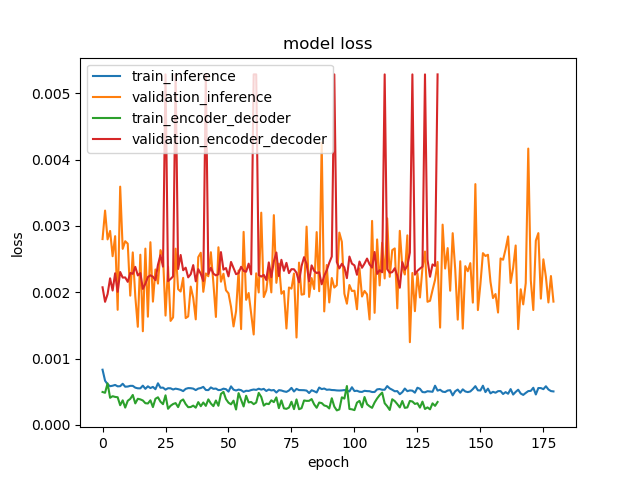 model loss
train_inference
validation_inference
train_encoder_decoder
validation_encoder_decoder
loss
0.005
0.004
0.003
0.002
0.001
0.000
0 25 50 75 100 125 150 175
epoch